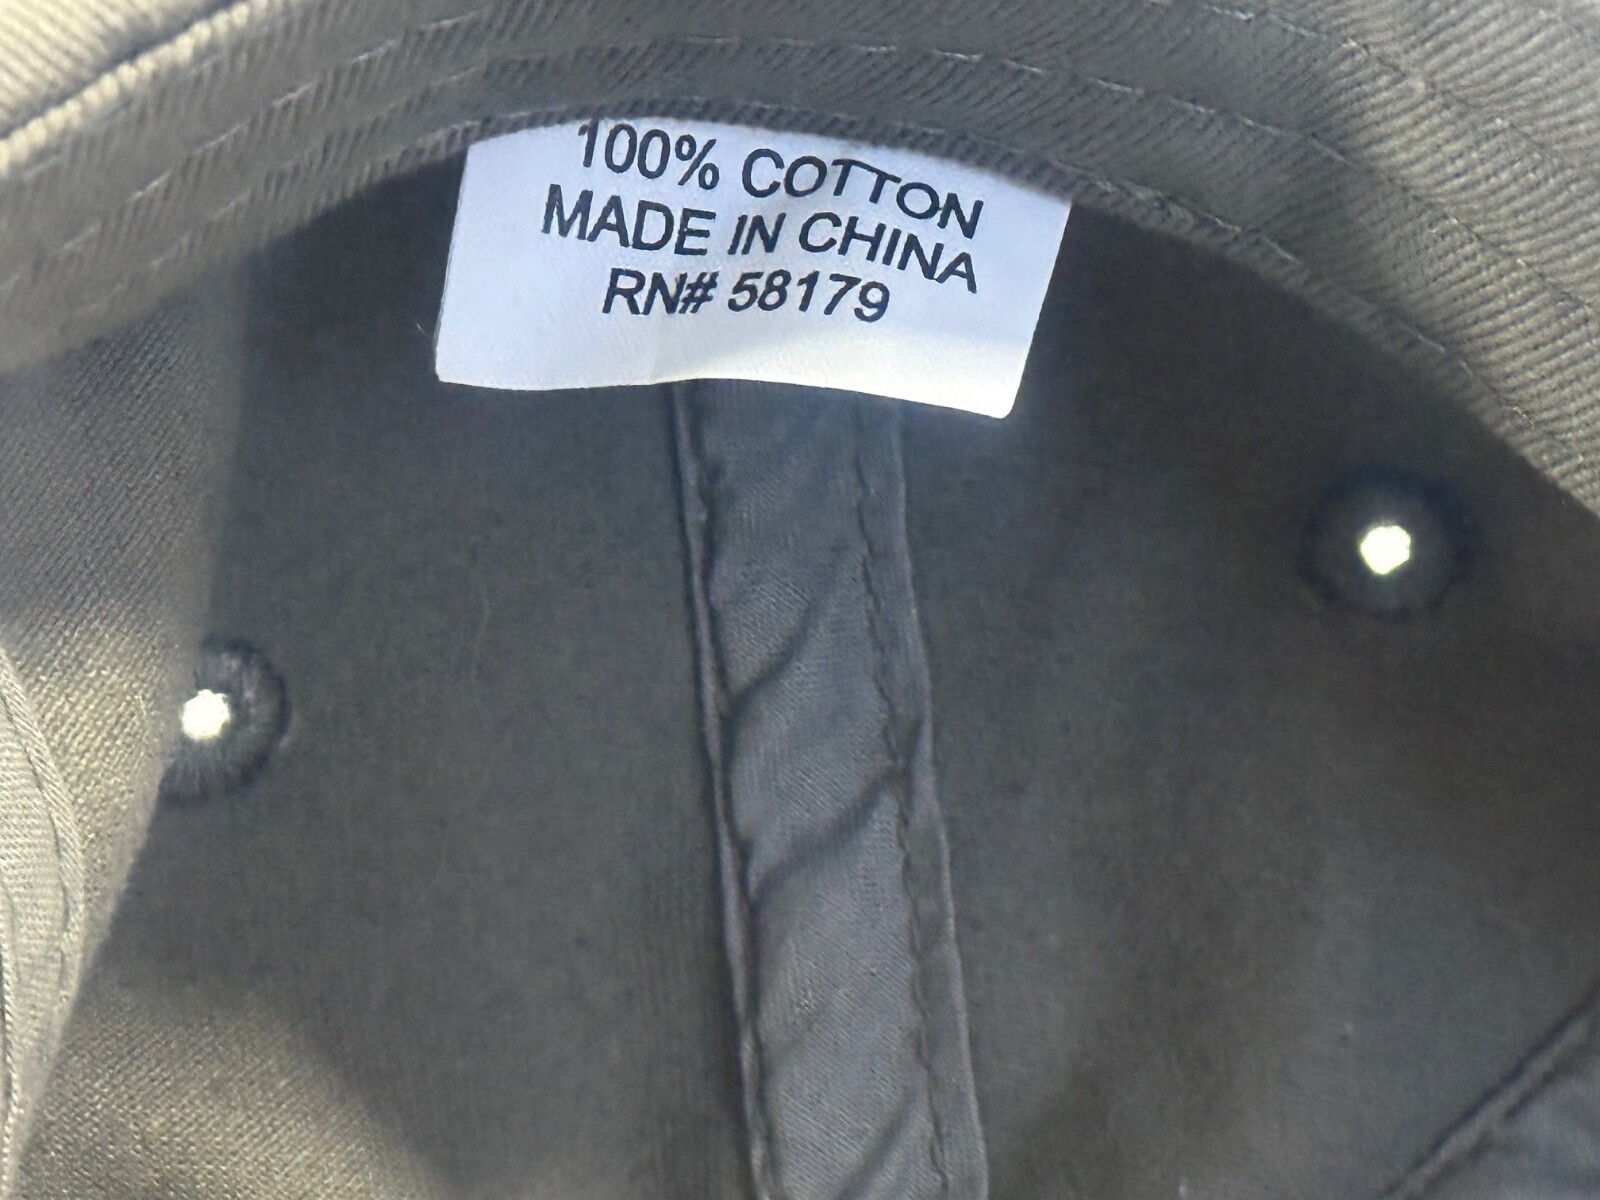 100% COTTON
MADE IN CHINA
RN# 58179